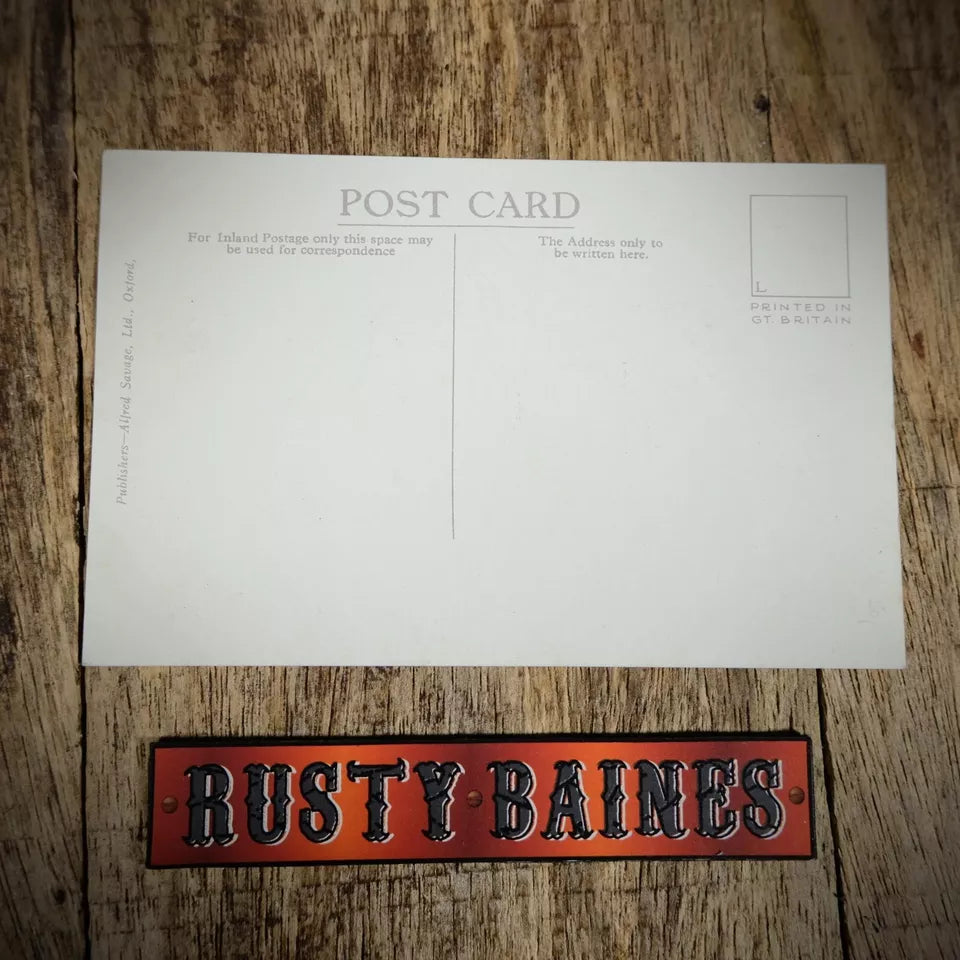 POST CARD
For Inland Postage only this space may
be used for correspondence
The Address only to
be written here.
L
PRINTED IN
GT. BRITAIN
Publishers—Alfred Savage, Ltd., Oxford,
RUSTY BAINES